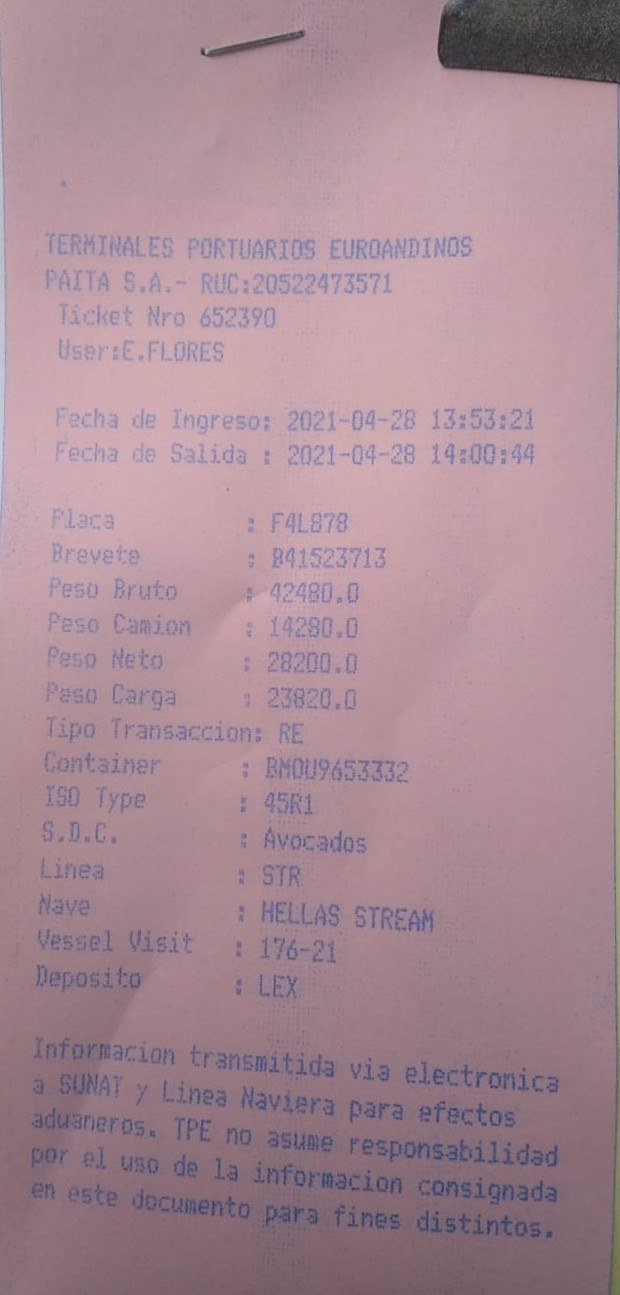 TERMINALES PORTUARIOS EUROANDINOS
PAITA S.A.- RUC:20522473571
Ticket Nro 652390
User:E.FLORES
Fecha de Ingreso: 2021-04-28 13:53:21
Fecha de Salida : 2021-04-28 14:00:44
Placa : F4L878
Brevete : B41523713
Peso Bruto : 42480.0
Peso Camion : 14280.0
Peso Neto : 28200.0
Peso Carga : 23820.0
Tipo Transaccion: RE
Container : BMOU9653332
ISO Type : 45R1
S.D.C. : Avocados
Linea : STR
Nave : HELLAS STREAM
Vessel Visit : 176-21
Deposito : LEX
Informacion transmitida via electronica
a SUNAT y Linea Naviera para efectos
aduaneros. TPE no asume responsabilidad
por el uso de la informacion consignada
en este documento para fines distintos.